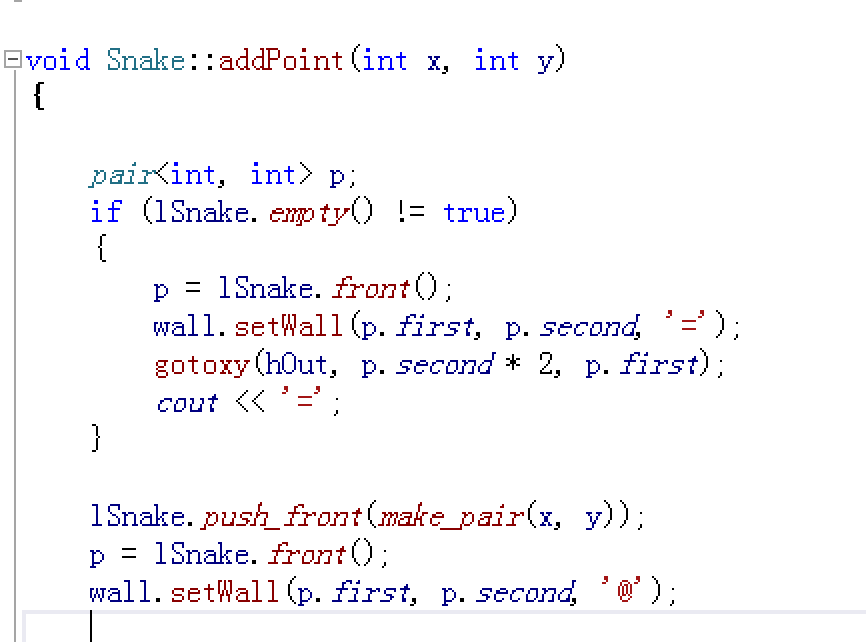 void Snake::addPoint(int x, int y)
{
pair<int, int> p;
if (lSnake.empty() != true)
{
p = lSnake.front();
wall.setWall(p.first, p.second, '=');
gotoxy(hOut, p.second * 2, p.first);
cout << '=';
}
lSnake.push_front(make_pair(x, y));
p = lSnake.front();
wall.setWall(p.first, p.second, '@');